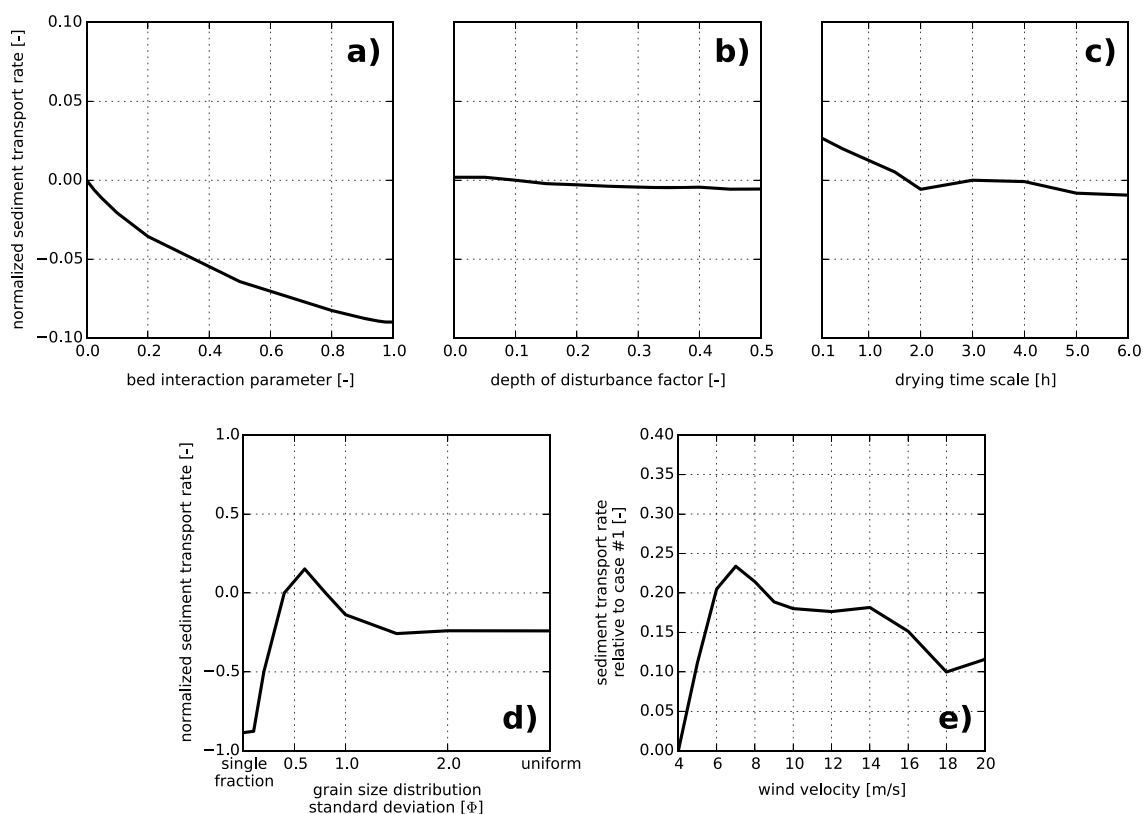 a)
b)
c)
normalized sediment transport rate [-]
0.10
0.05
0.00
−0.05
−0.10
0.0 0.2 0.4 0.6 0.8 1.0
bed interaction parameter [-]
0.0 0.1 0.2 0.3 0.4 0.5
depth of disturbance factor [-]
0.1 1.0 2.0 3.0 4.0 5.0 6.0
drying time scale [h]
normalized sediment transport rate [-]
1.0
0.5
0.0
−0.5
−1.0
d)
single
fraction
0.5 1.0 2.0 uniform
grain size distribution
standard deviation [Φ]
sediment transport rate
relative to case #1 [-]
0.40
0.35
0.30
0.25
0.20
0.15
0.10
0.05
0.00
e)
4 6 8 10 12 14 16 18 20
wind velocity [m/s]